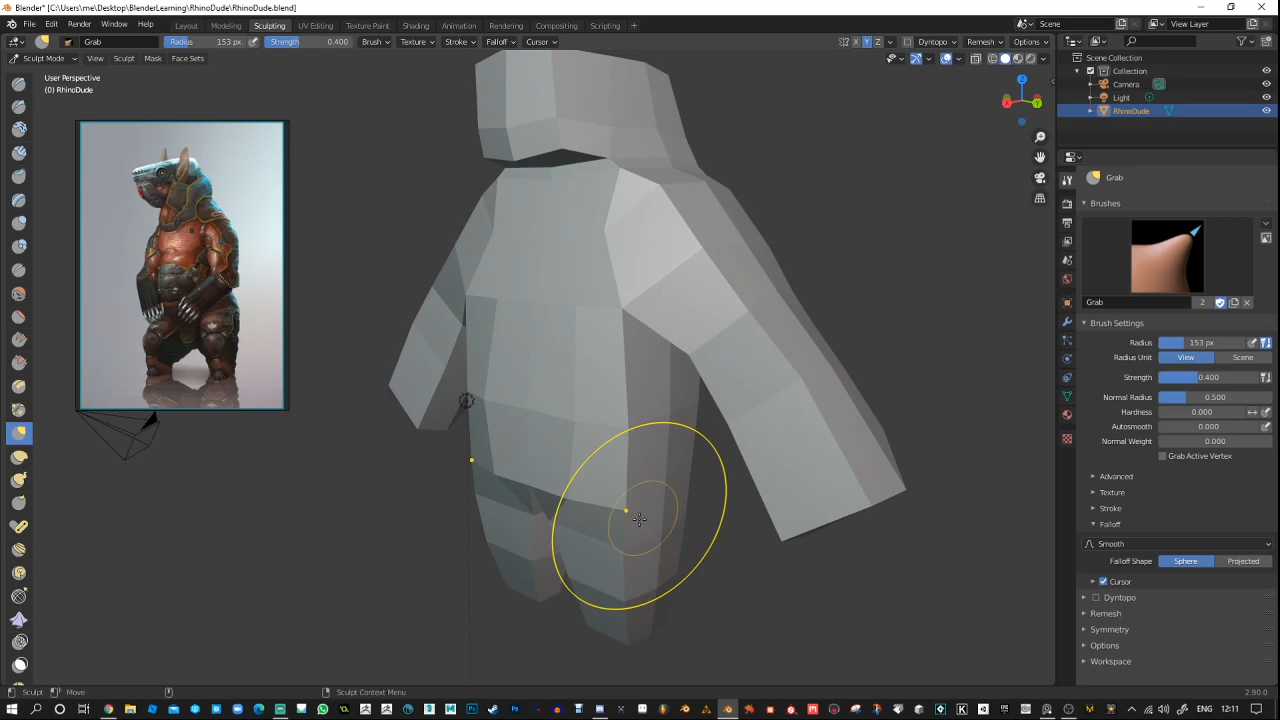 Blender* [C:\Users\me\Desktop\BlenderLearning\RhinoDude\RhinoDude.blend]
File Edit Render Window Help Layout Modeling Sculpting UV Editing Texture Paint Shading Animation Rendering Compositing Scripting + Scene View Layer
Grab Radius 153 px Strength 0.400 Brush Texture Stroke Falloff Cursor X Y Z Dyntopo Remesh Options
Sculpt Mode View Sculpt Mask Face Sets
User Perspective
(0) RhinoDude
Z
X Y
Scene Collection
Collection
Camera
Light
RhinoDude
Grab
Brushes
Grab 2
Brush Settings
Radius 153 px
Radius Unit View Scene
Strength 0.400
Normal Radius 0.500
Hardness 0.000
Autosmooth 0.000
Normal Weight 0.000
Grab Active Vertex
Advanced
Texture
Stroke
Falloff
Smooth
Falloff Shape Sphere Projected
Cursor
Dyntopo
Remesh
Symmetry
Options
Workspace
Sculpt Move Sculpt Context Menu 2.90.0
12:11